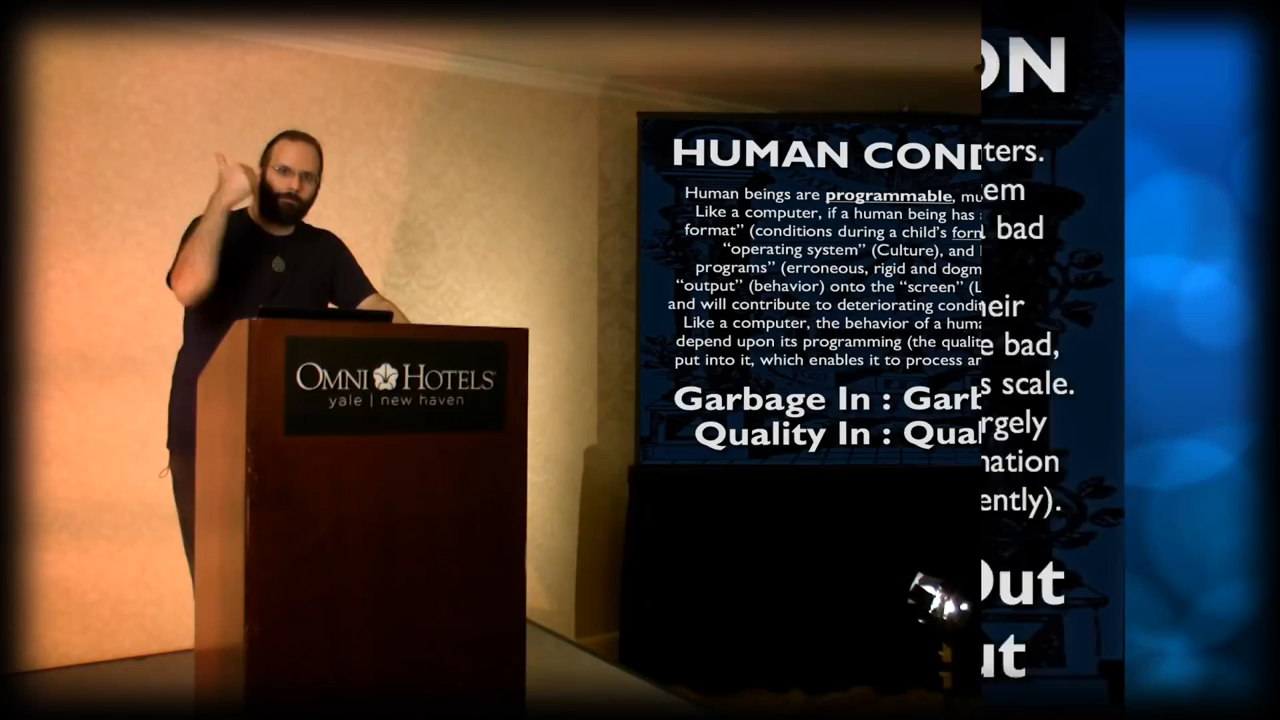 HUMAN COND
Human beings are programmable, mu
Like a computer, if a human being has
format” (conditions during a child’s form
“operating system” (Culture), and
programs” (erroneous, rigid and dogm
“output” (behavior) onto the “screen” (L
and will contribute to deteriorating condit
Like a computer, the behavior of a huma
depend upon its programming (the qualit
put into it, which enables it to process an
Garbage In : Garb
Quality In : Qual
ON
ters.
em
bad
heir
e bad,
s scale.
rgely
mation
ently).
Out
ut
OMNI HOTELS
yale | new haven